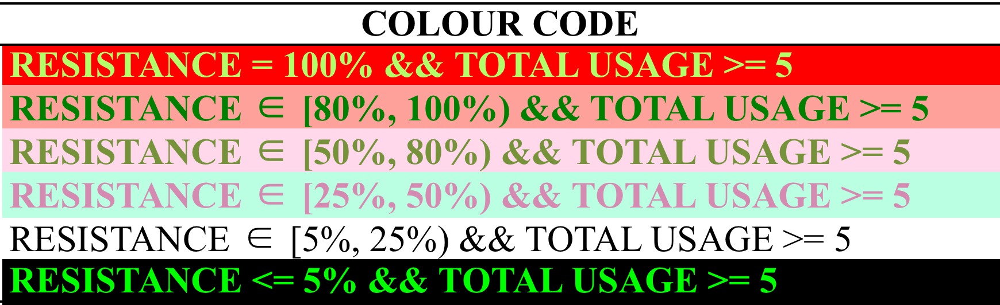 COLOUR CODE
RESISTANCE = 100% && TOTAL USAGE >= 5
RESISTANCE ∈ [80%, 100%) && TOTAL USAGE >= 5
RESISTANCE ∈ [50%, 80%) && TOTAL USAGE >= 5
RESISTANCE ∈ [25%, 50%) && TOTAL USAGE >= 5
RESISTANCE ∈ [5%, 25%) && TOTAL USAGE >= 5
RESISTANCE <= 5% && TOTAL USAGE >= 5